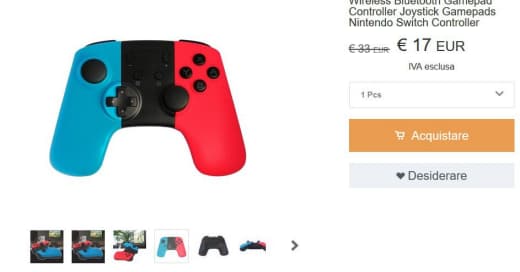 Wireless Bluetooth Gamepad
Controller Joystick Gamepads
Nintendo Switch Controller
€ 33 EUR € 17 EUR
IVA esclusa
1 Pcs
Acquistare
Desiderare